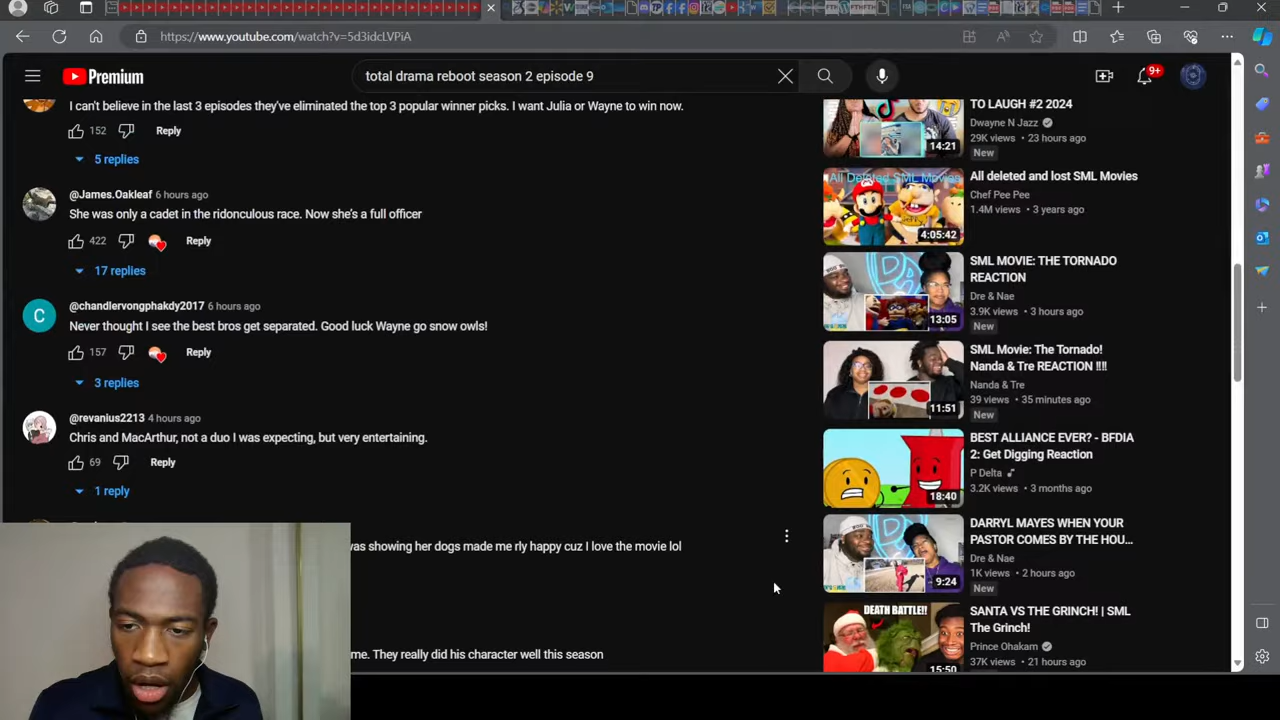 https://www.youtube.com/watch?v=5d3idcLVPiA
Premium
total drama reboot season 2 episode 9
9+
I can't believe in the last 3 episodes they've eliminated the top 3 popular winner picks. I want Julia or Wayne to win now.
152
Reply
5 replies
@James.Oakleaf 6 hours ago
She was only a cadet in the ridonculous race. Now she's a full officer
422
Reply
17 replies
@chandlervongphakdy2017 6 hours ago
Never thought I see the best bros get separated. Good luck Wayne go snow owls!
157
Reply
3 replies
@revanius2213 4 hours ago
Chris and MacArthur, not a duo I was expecting, but very entertaining.
69
Reply
1 reply
was showing her dogs made me rly happy cuz I love the movie lol
me. They really did his character well this season
TO LAUGH #2 2024
Dwayne N Jazz
29K views • 23 hours ago
New
14:21
All Deleted SML Movies
4:05:42
All deleted and lost SML Movies
Chef Pee Pee
1.4M views • 3 years ago
13:05
SML MOVIE: THE TORNADO
REACTION
Dre & Nae
3.9K views • 3 hours ago
New
11:51
SML Movie: The Tornado!
Nanda & Tre REACTION !!!!
Nanda & Tre
39 views • 35 minutes ago
New
18:40
BEST ALLIANCE EVER? - BFDIA
2: Get Digging Reaction
P Delta
3.2K views • 3 months ago
9:24
DARRYL MAYES WHEN YOUR
PASTOR COMES BY THE HOU...
Dre & Nae
1K views • 2 hours ago
New
DEATH BATTLE!!
15:50
SANTA VS THE GRINCH! | SML
The Grinch!
Prince Ohakam
37K views • 21 hours ago